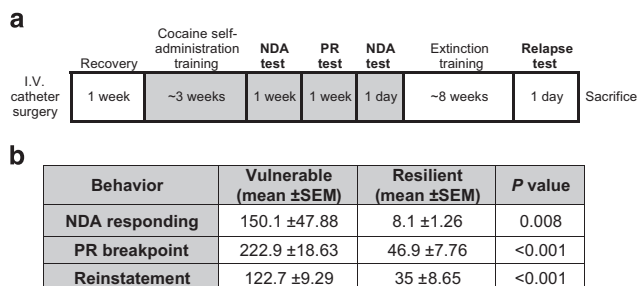 a
Cocaine self-
administration
training
Recovery
NDA
test
PR
test
NDA
test
Extinction
training
Relapse
test
I.V.
catheter
surgery
1 week
~3 weeks
1 week
1 week
1 day
~8 weeks
1 day
Sacrifice
b
Behavior
Vulnerable
(mean ±SEM)
Resilient
(mean ±SEM)
P value
NDA responding 150.1 ±47.88 8.1 ±1.26 0.008
PR breakpoint 222.9 ±18.63 46.9 ±7.76 <0.001
Reinstatement 122.7 ±9.29 35 ±8.65 <0.001